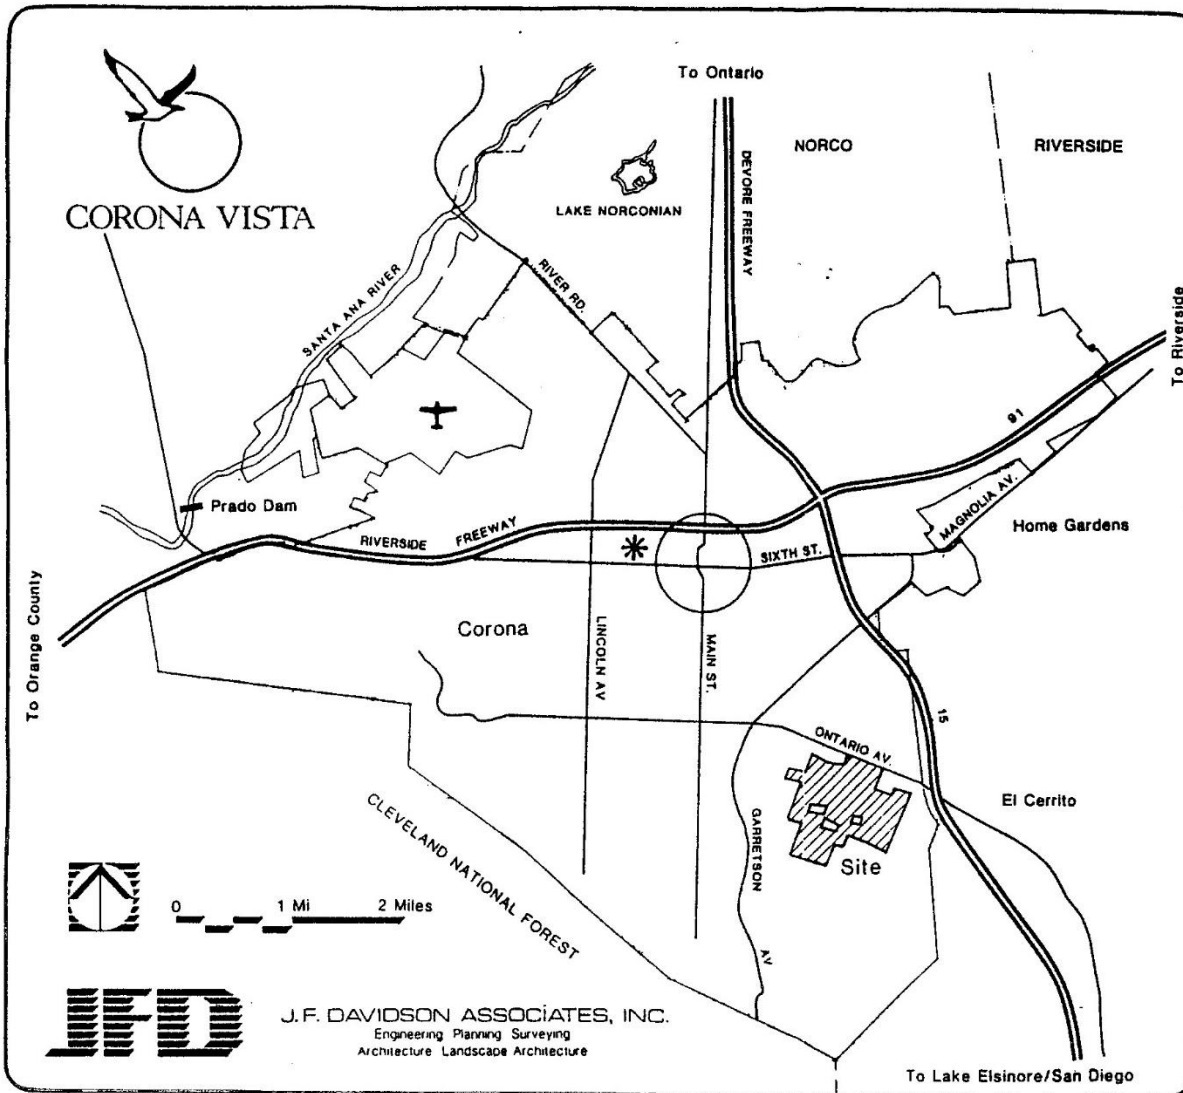 To Ontario
NORCO
RIVERSIDE
DEVORE FREEWAY
LAKE NORCONIAN
CORONA VISTA
SANTA ANA RIVER
RIVER RD.
To Riverside
91
Prado Dam
MAGNOLIA AV.
Home Gardens
RIVERSIDE FREEWAY
SIXTH ST.
To Orange County
Corona
LINCOLN AV
MAIN ST.
15
ONTARIO AV.
El Cerrito
GARRETSON AV
CLEVELAND NATIONAL FOREST
Site
0 1 Mi 2 Miles
JFD
J.F. DAVIDSON ASSOCIATES, INC.
Engineering Planning Surveying
Architecture Landscape Architecture
To Lake Elsinore/San Diego